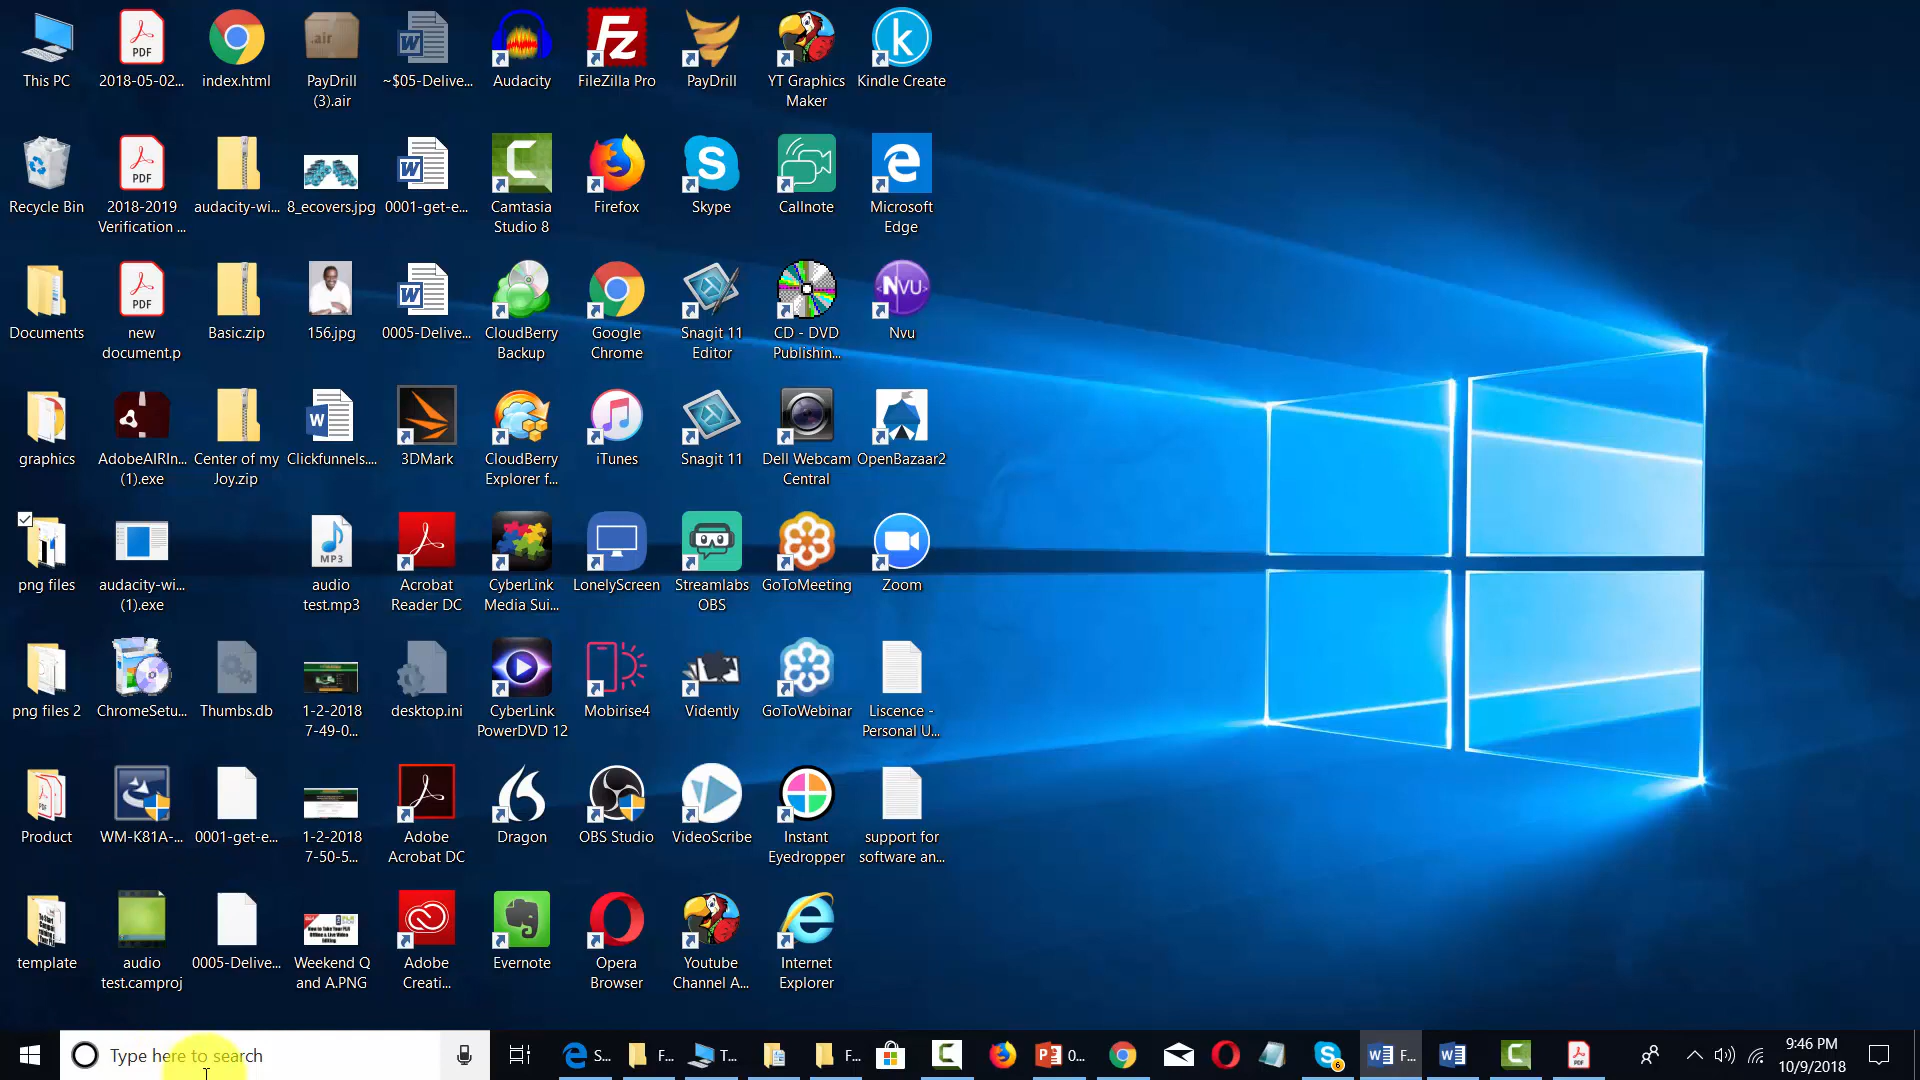 This PC
2018-05-02...
index.html
PayDrill
(3).air
~$05-Delive...
Audacity
FileZilla Pro
PayDrill
YT Graphics
Maker
Kindle Create
Recycle Bin
2018-2019
Verification ...
audacity-wi...
8_ecovers.jpg
0001-get-e...
Camtasia
Studio 8
Firefox
Skype
Callnote
Microsoft
Edge
Documents
new
document.p
Basic.zip
156.jpg
0005-Delive...
CloudBerry
Backup
Google
Chrome
Snagit 11
Editor
CD - DVD
Publishin...
Nvu
graphics
AdobeAIRIn...
(1).exe
Center of my
Joy.zip
Clickfunnels....
3DMark
CloudBerry
Explorer f...
iTunes
Snagit 11
Dell Webcam
Central
OpenBazaar2
png files
audacity-wi...
(1).exe
audio
test.mp3
Acrobat
Reader DC
CyberLink
Media Sui...
LonelyScreen
Streamlabs
OBS
GoToMeeting
Zoom
png files 2
ChromeSetu...
Thumbs.db
1-2-2018
7-49-0...
desktop.ini
CyberLink
PowerDVD 12
Mobirise4
Vidently
GoToWebinar
Liscence -
Personal U...
Product
WM-K81A-...
0001-get-e...
1-2-2018
7-50-5...
Adobe
Acrobat DC
Dragon
OBS Studio
VideoScribe
Instant
Eyedropper
support for
software an...
template
audio
test.camproj
0005-Delive...
Weekend Q
and A.PNG
Adobe
Creati...
Evernote
Opera
Browser
Youtube
Channel A...
Internet
Explorer
Type here to search
S...
F...
T...
F...
0...
F...
9:46 PM
10/9/2018